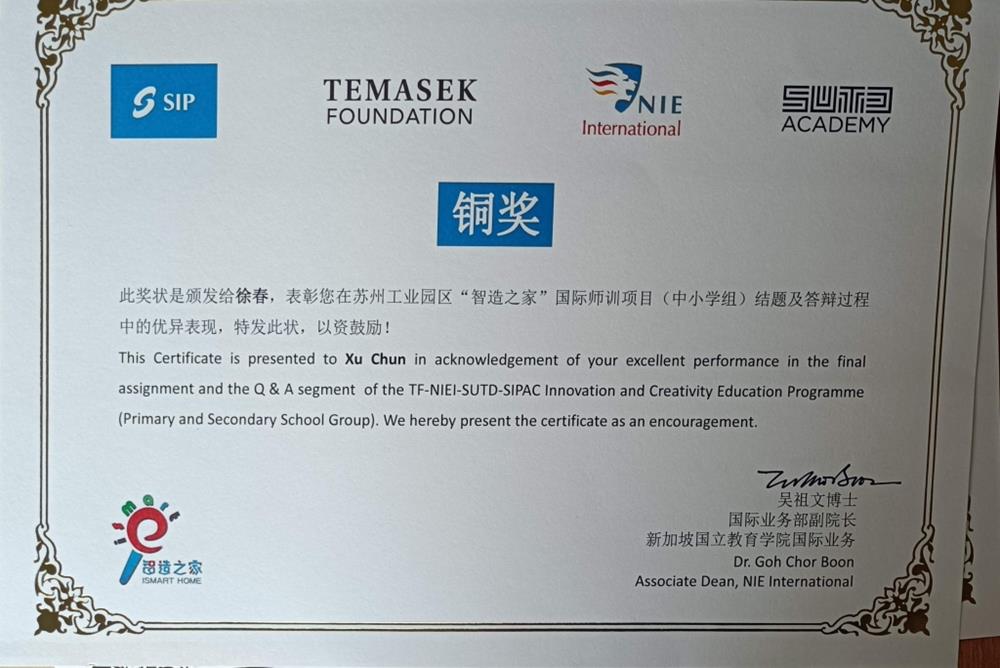 SIP
TEMASEK
FOUNDATION
NIE
International
SUTD
ACADEMY
铜奖
此奖状是颁发给徐春，表彰您在苏州工业园区“智造之家”国际师训项目（中小学组）结题及答辩过程
中的优异表现，特发此状，以资鼓励！
This Certificate is presented to Xu Chun in acknowledgement of your excellent performance in the final
assignment and the Q & A segment of the TF-NIEI-SUTD-SIPAC Innovation and Creativity Education Programme
(Primary and Secondary School Group). We hereby present the certificate as an encouragement.
吴祖文博士
国际业务部副院长
新加坡国立教育学院国际业务
Dr. Goh Chor Boon
Associate Dean, NIE International
ismart
e
智造之家
ISMART HOME